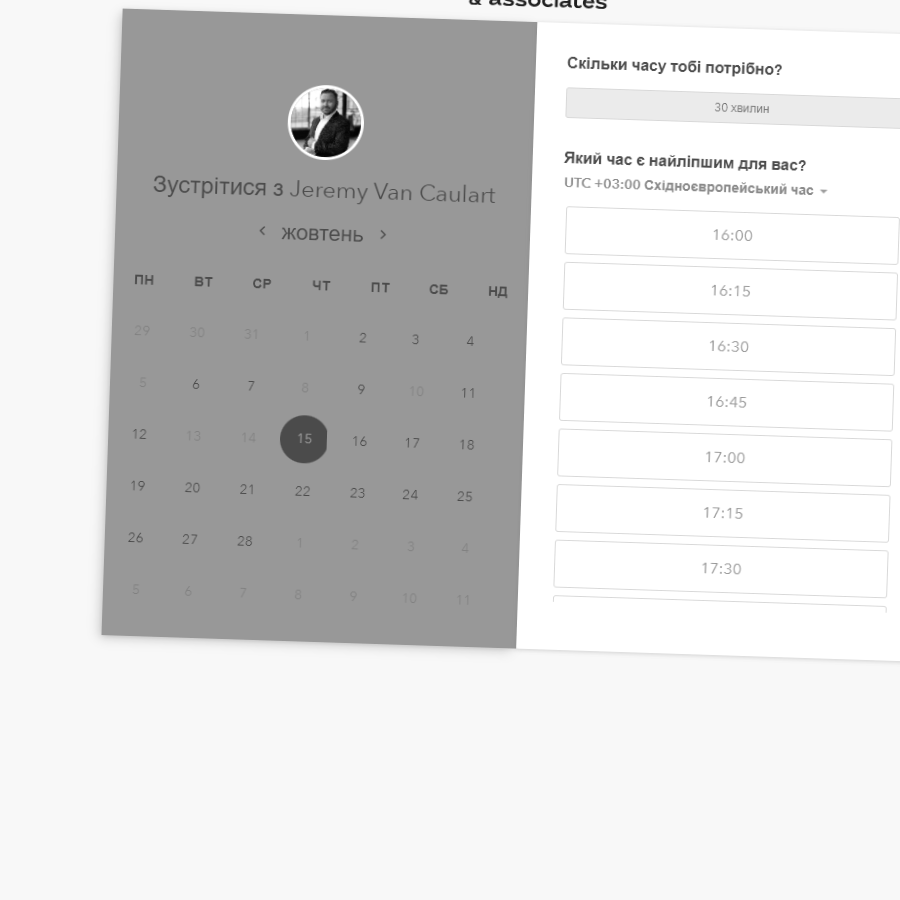 & associates
Зустрітися з Jeremy Van Caulart
‹ жовтень ›
ПН ВТ СР ЧТ ПТ СБ НД
29 30 31 1 2 3 4
5 6 7 8 9 10 11
12 13 14 15 16 17 18
19 20 21 22 23 24 25
26 27 28 1 2 3 4
5 6 7 8 9 10 11
Скільки часу тобі потрібно?
30 хвилин
Який час є найліпшим для вас?
UTC +03:00 Східноєвропейський час
16:00
16:15
16:30
16:45
17:00
17:15
17:30